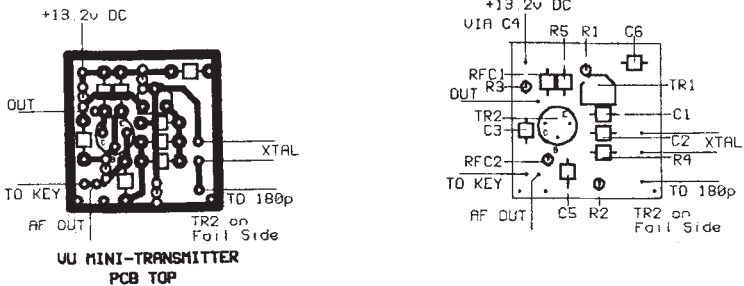 +13.2v DC
OUT
XTAL
TO KEY
TO 180p
AF OUT
TR2 on
Foil Side
VU MINI-TRANSMITTER
PCB TOP
+13.2v DC
VIA C4
R5 R1 C6
RFC1
R3
TR1
OUT
TR2
E
C1
C3
C
C2
XTAL
B
RFC2
R4
TO KEY
TO 180p
AF OUT
C5 R2
TR2 on
Foil Side